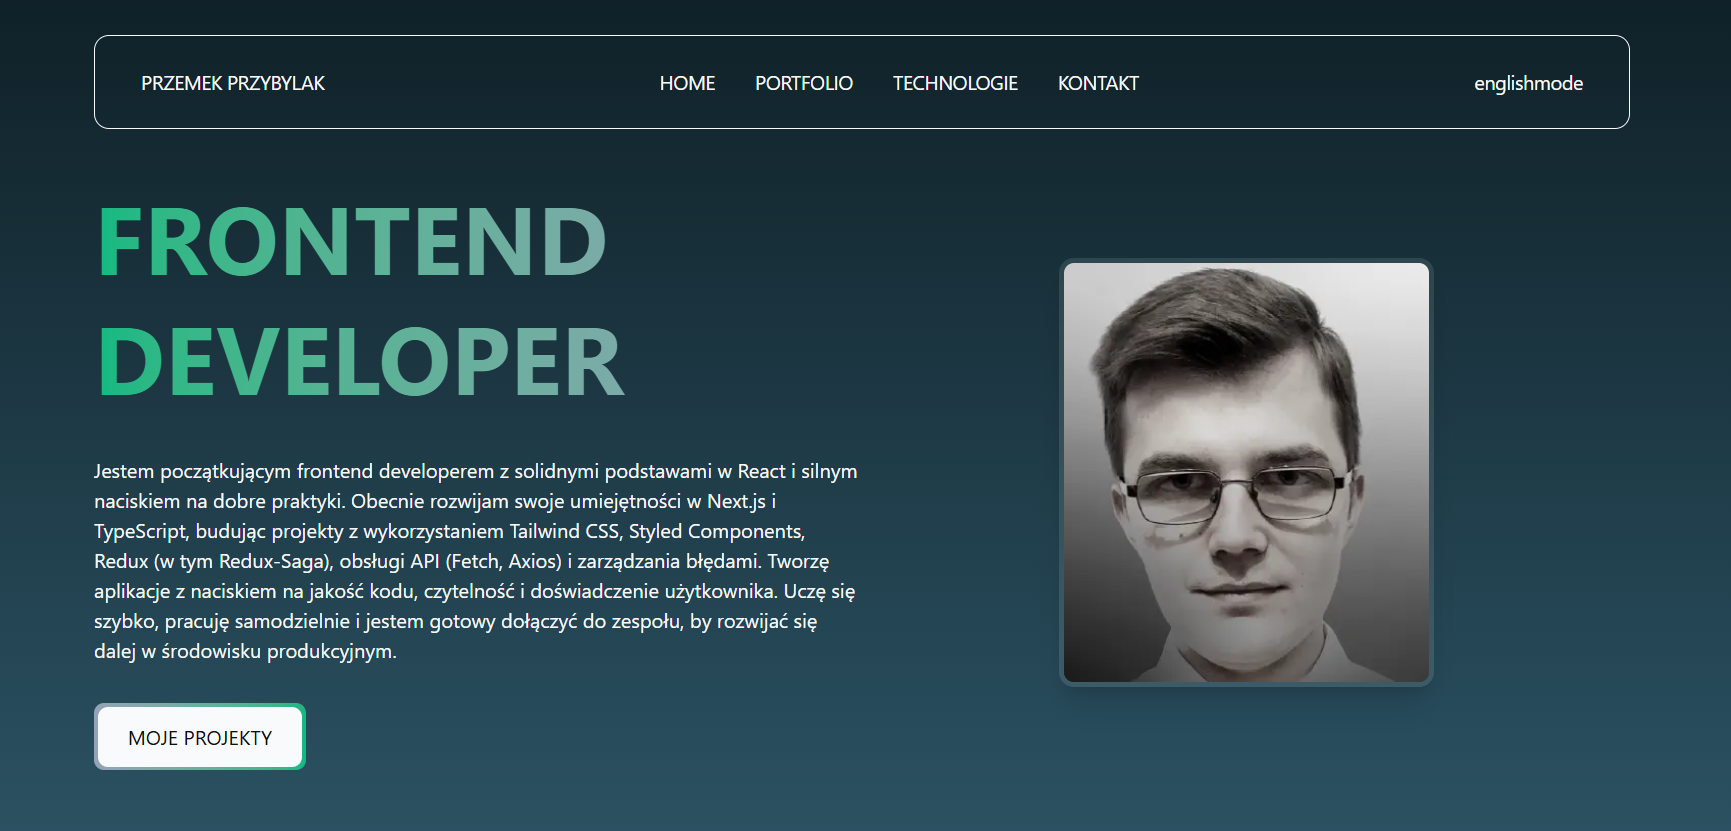 PRZEMEK PRZYBYLAK HOME PORTFOLIO TECHNOLOGIE KONTAKT englishmode
FRONTEND
DEVELOPER
Jestem początkującym frontend developerem z solidnymi podstawami w React i silnym
naciskiem na dobre praktyki. Obecnie rozwijam swoje umiejętności w Next.js i
TypeScript, budując projekty z wykorzystaniem Tailwind CSS, Styled Components,
Redux (w tym Redux-Saga), obsługi API (Fetch, Axios) i zarządzania błędami. Tworzę
aplikacje z naciskiem na jakość kodu, czytelność i doświadczenie użytkownika. Uczę się
szybko, pracuję samodzielnie i jestem gotowy dołączyć do zespołu, by rozwijać się
dalej w środowisku produkcyjnym.
MOJE PROJEKTY